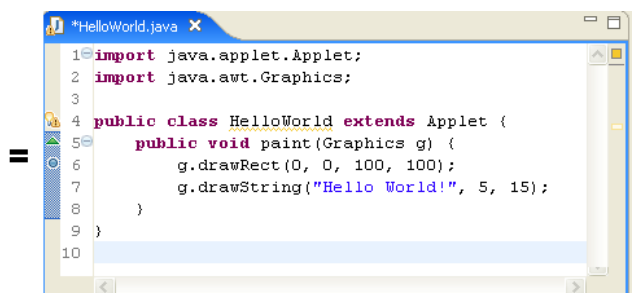 *HelloWorld.java
1 import java.applet.Applet;
2 import java.awt.Graphics;
3
4 public class HelloWorld extends Applet {
5     public void paint(Graphics g) {
6         g.drawRect(0, 0, 100, 100);
7         g.drawString("Hello World!", 5, 15);
8     }
9 }
10
=